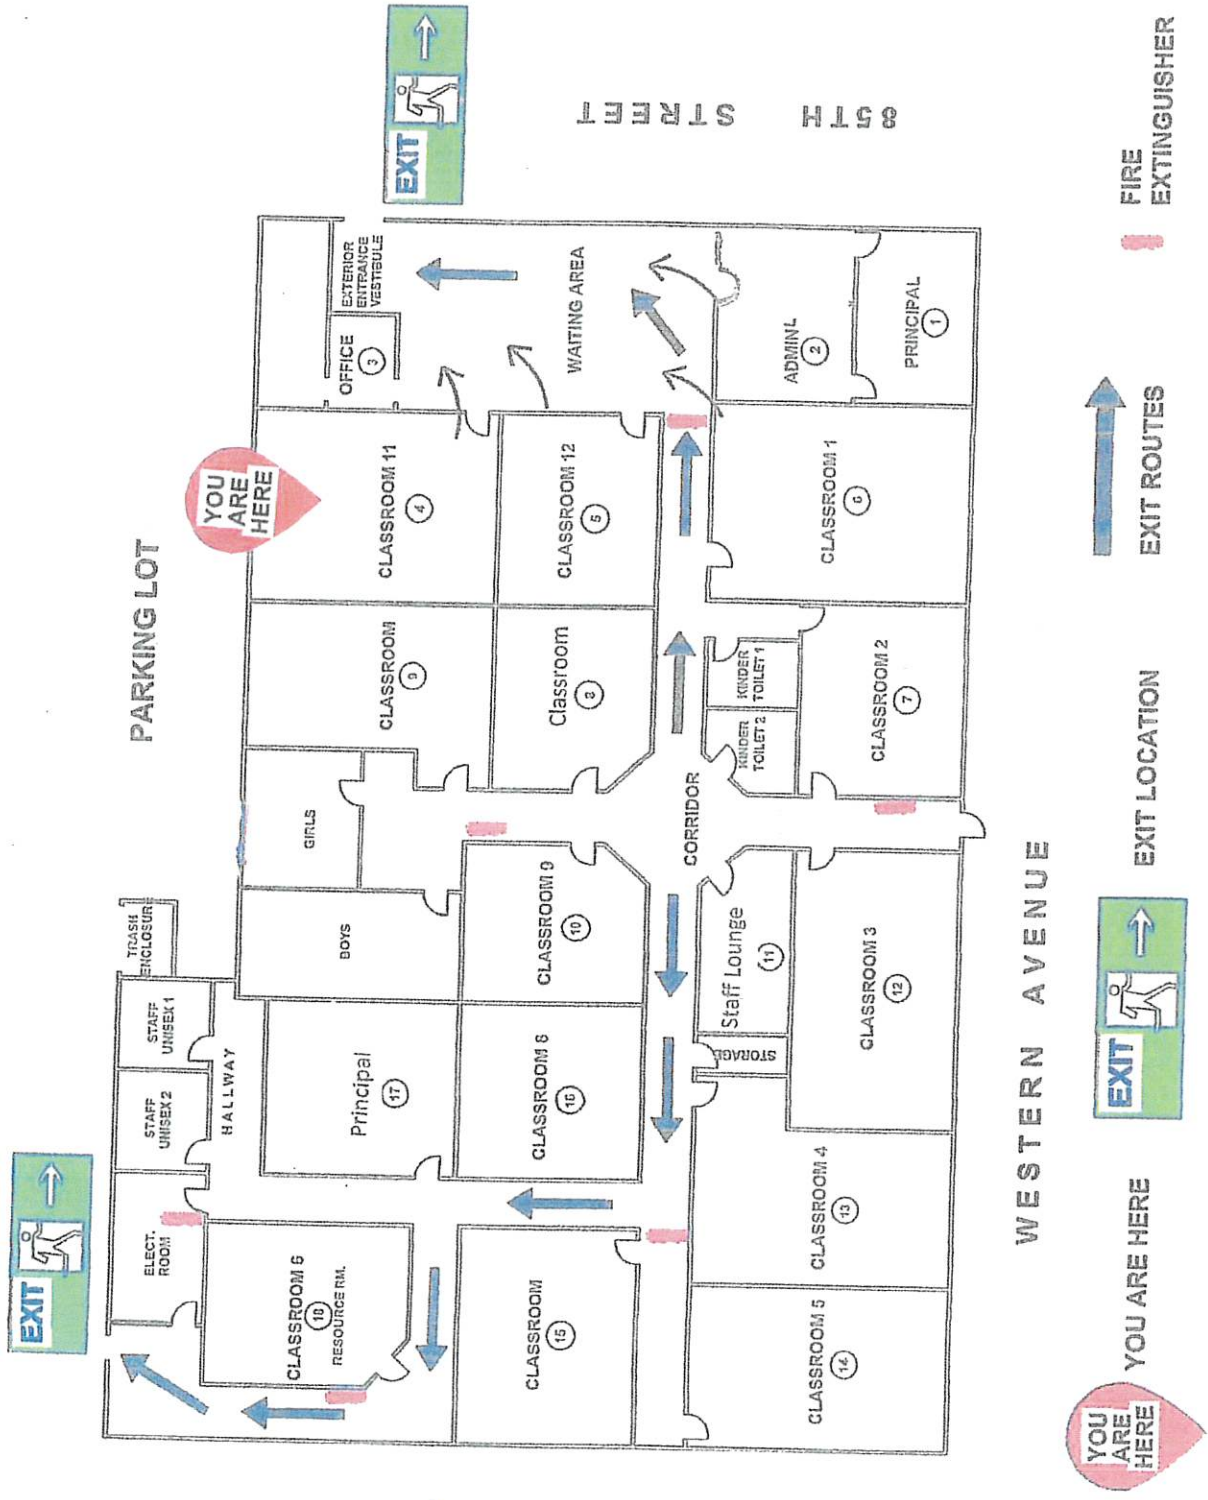 PARKING LOT
EXIT
TRASH
ENCLOSURE
STAFF
UNISEX 1
STAFF
UNISEX 2
ELECT.
ROOM
HALLWAY
BOYS
GIRLS
YOU
ARE
HERE
CLASSROOM 6
18
RESOURCE RM.
Principal
17
CLASSROOM
9
CLASSROOM 11
4
OFFICE
3
EXTERIOR
ENTRANCE
VESTIBULE
EXIT
CLASSROOM
15
CLASSROOM 8
16
CLASSROOM 9
10
Classroom
8
CLASSROOM 12
5
WAITING AREA
85TH STREET
CORRIDOR
STORAGE
Staff Lounge
11
KINDER
TOILET 2
KINDER
TOILET 1
CLASSROOM 5
14
CLASSROOM 4
13
CLASSROOM 3
12
CLASSROOM 2
7
CLASSROOM 1
6
ADMINL
2
PRINCIPAL
1
WESTERN AVENUE
YOU
ARE
HERE
YOU ARE HERE
EXIT
EXIT LOCATION
EXIT ROUTES
FIRE
EXTINGUISHER